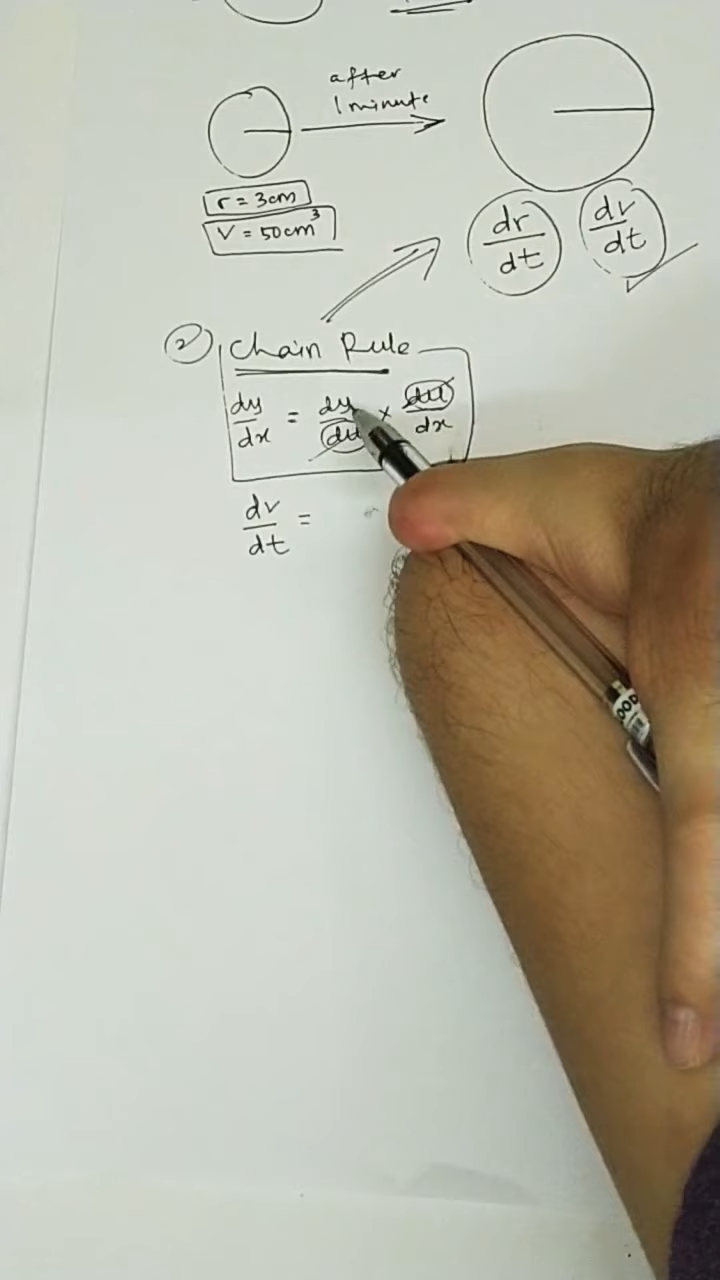 after
1 minute
r = 3cm
V = 50cm³
dr/dt dv/dt
② Chain Rule
dy/dx = dy/du × du/dx
dv/dt =